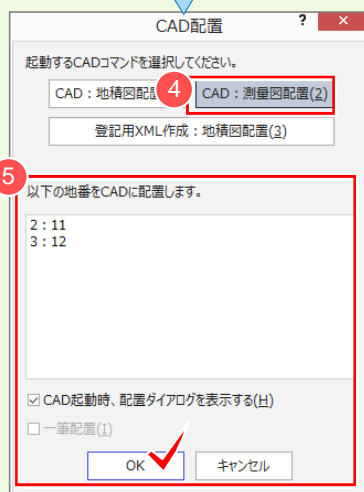 CAD配置 ? ×
起動するCADコマンドを選択してください。
CAD：地積図配 4 CAD：測量図配置(2)
登記用XML作成：地積図配置(3)
5
以下の地番をCADに配置します。
2：11
3：12
CAD起動時、配置ダイアログを表示する(H)
一筆配置(I)
OK キャンセル